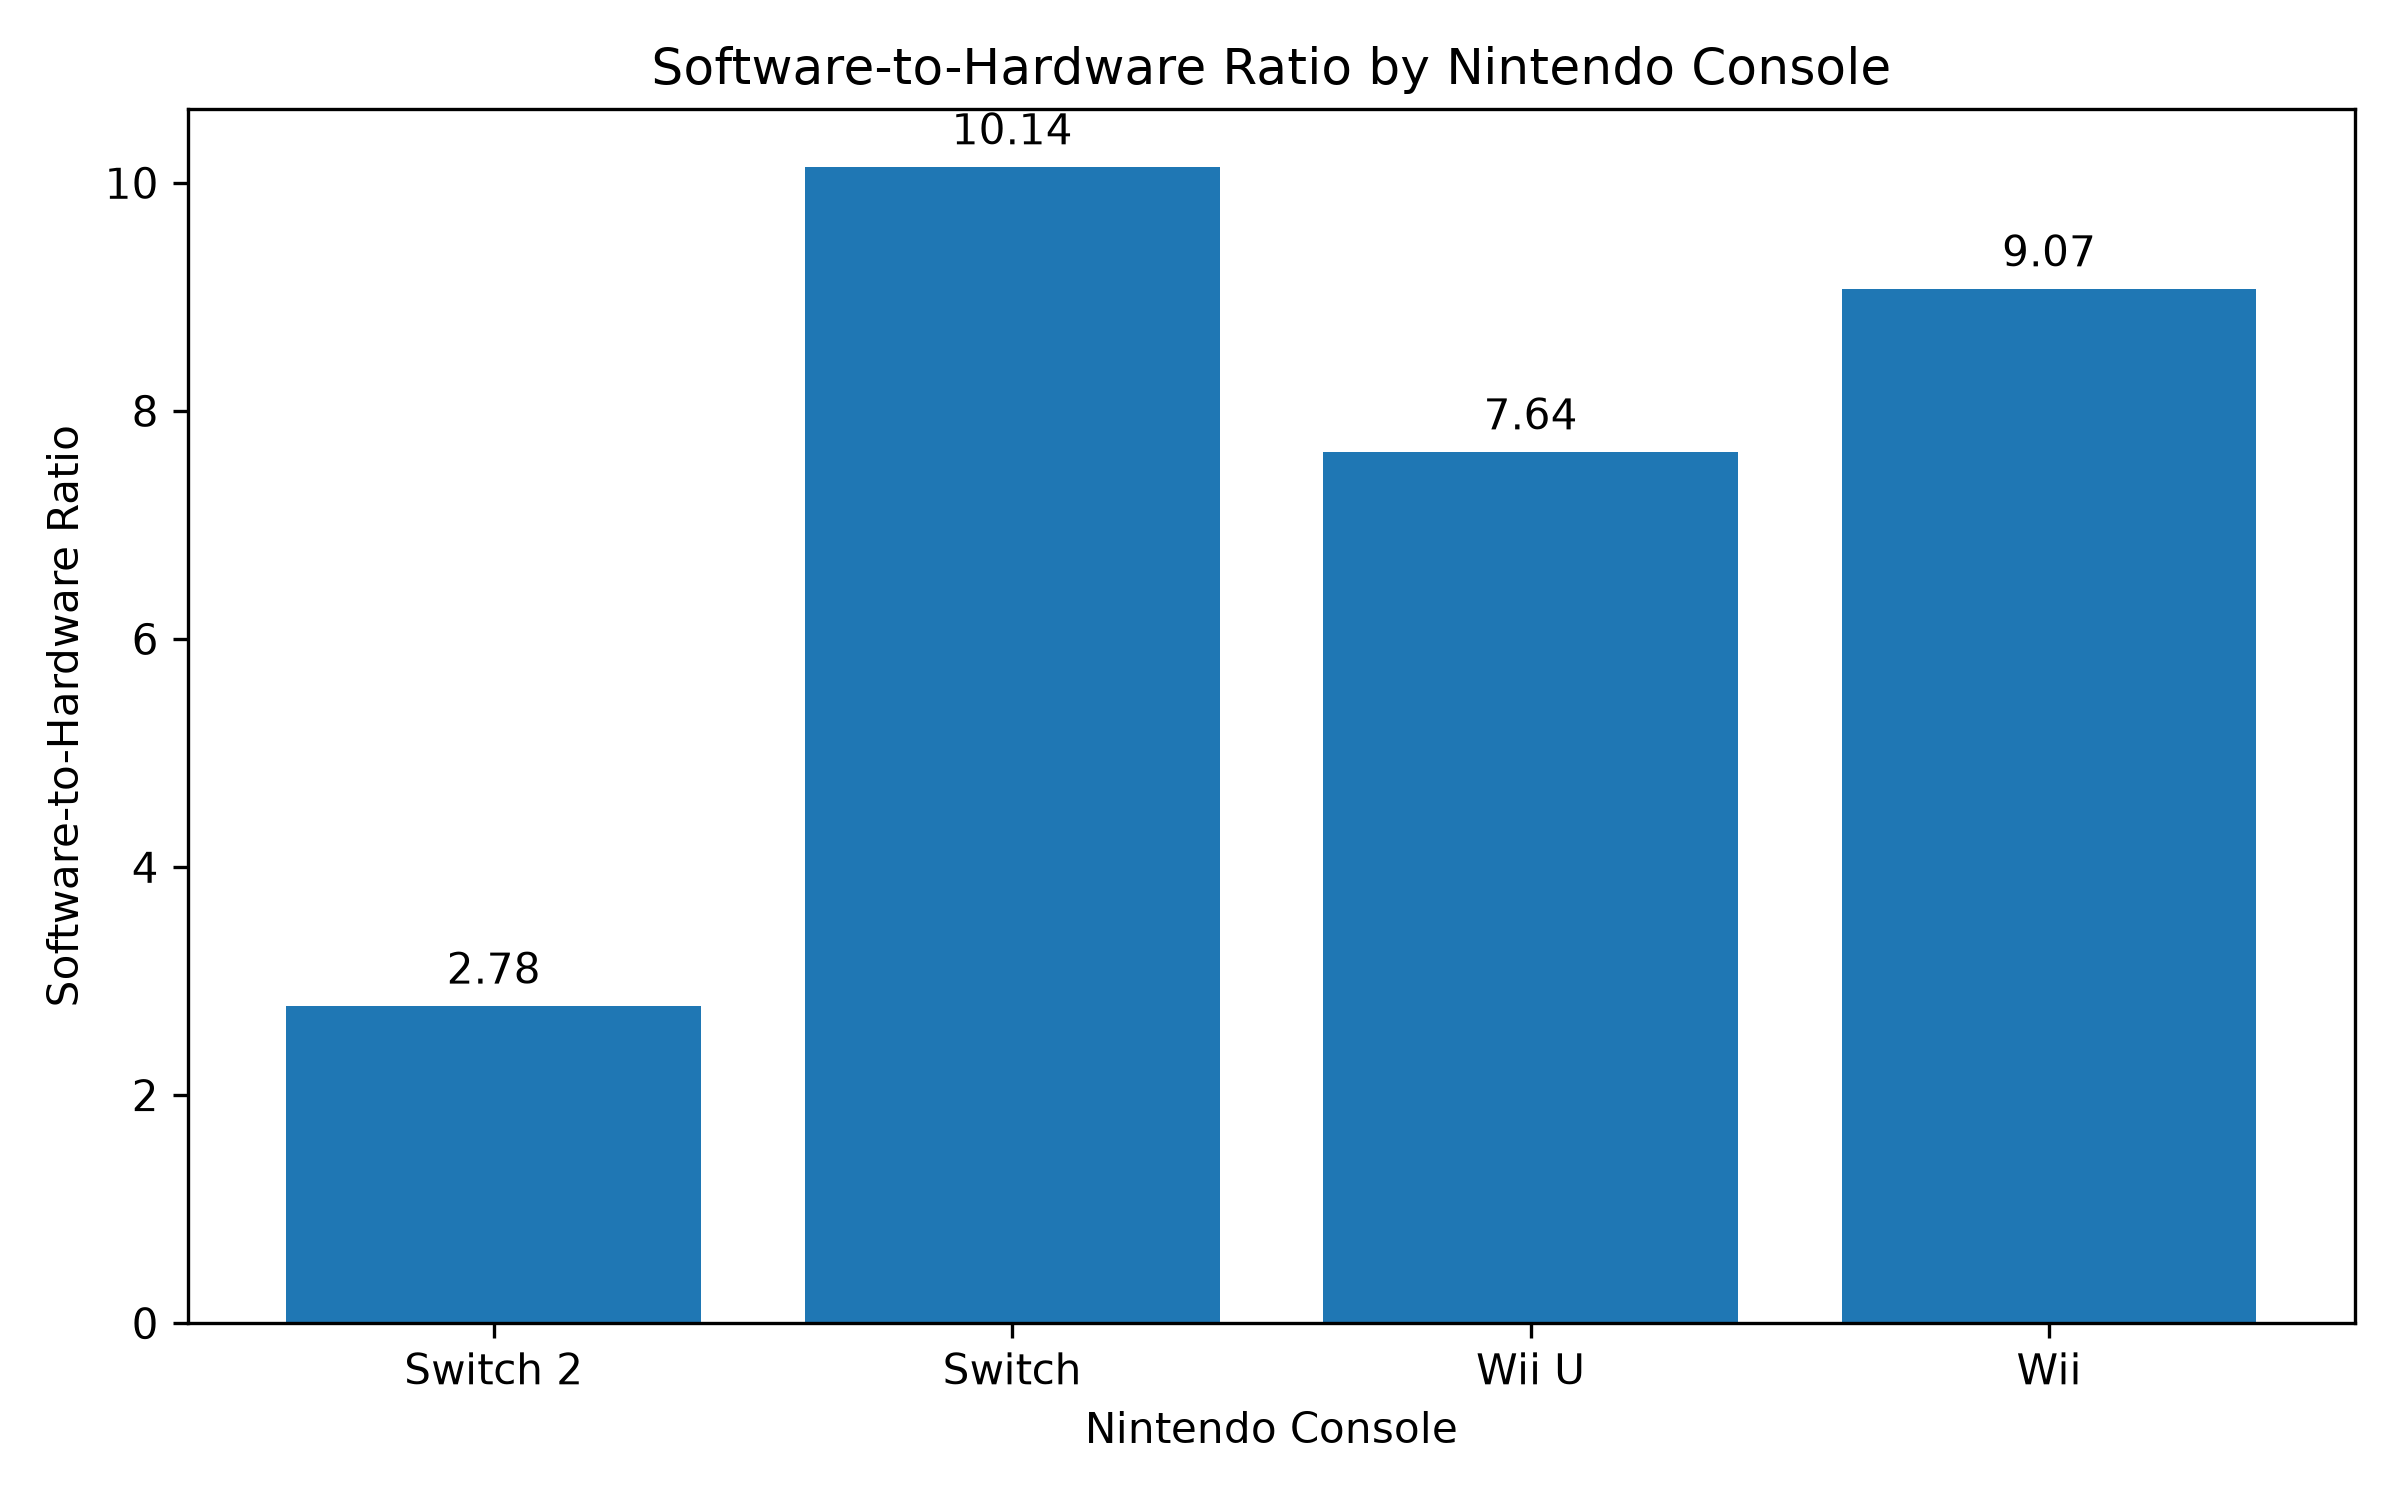 Software-to-Hardware Ratio by Nintendo Console
Software-to-Hardware Ratio
10
8
6
4
2
0
2.78
10.14
7.64
9.07
Switch 2
Switch
Wii U
Wii
Nintendo Console